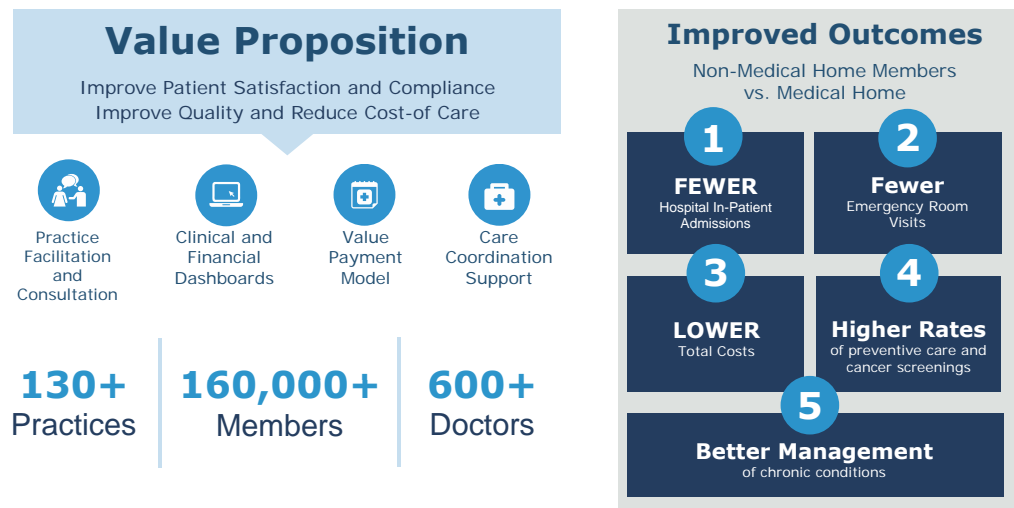 Value Proposition
Improve Patient Satisfaction and Compliance
Improve Quality and Reduce Cost-of Care
Practice
Facilitation
and
Consultation
Clinical and
Financial
Dashboards
Value
Payment
Model
Care
Coordination
Support
130+
Practices
160,000+
Members
600+
Doctors
Improved Outcomes
Non-Medical Home Members
vs. Medical Home
1
FEWER
Hospital In-Patient
Admissions
2
Fewer
Emergency Room
Visits
3
LOWER
Total Costs
4
Higher Rates
of preventive care and
cancer screenings
5
Better Management
of chronic conditions